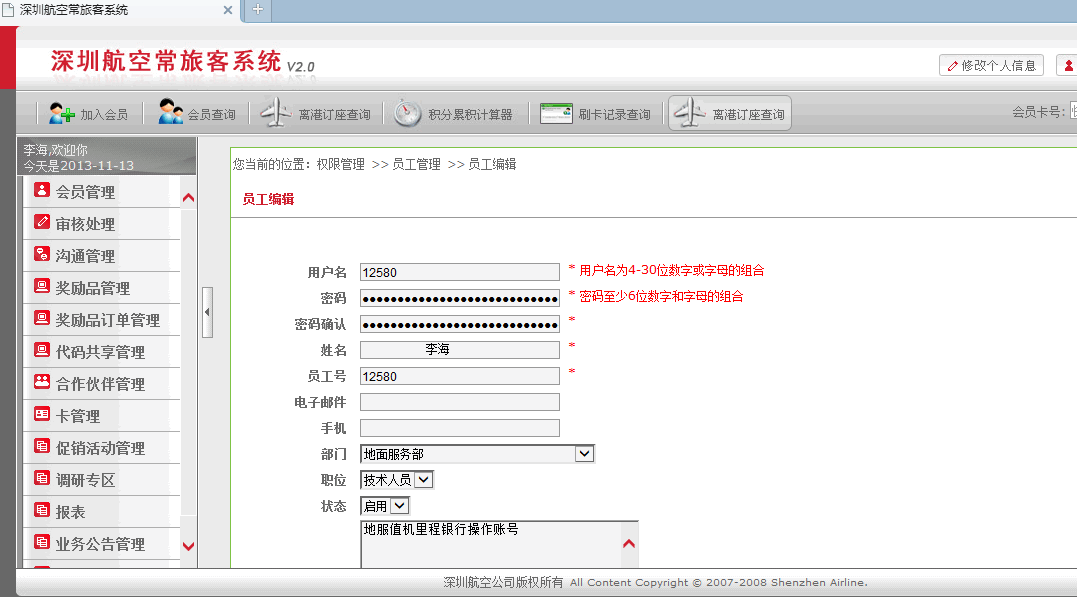 深圳航空常旅客系统
深圳航空常旅客系统 V2.0
修改个人信息
加入会员 会员查询 离港订座查询 积分累积计算器 刷卡记录查询 离港订座查询 会员卡号:
李海,欢迎你
今天是2013-11-13
会员管理
审核处理
沟通管理
奖励品管理
奖励品订单管理
代码共享管理
合作伙伴管理
卡管理
促销活动管理
调研专区
报表
业务公告管理
您当前的位置: 权限管理 >> 员工管理 >> 员工编辑
员工编辑
用户名 12580 * 用户名为4-30位数字或字母的组合
密码 ●●●●●●●●●●●●●●●●●●●●●●●●●●●● * 密码至少6位数字和字母的组合
密码确认 ●●●●●●●●●●●●●●●●●●●●●●●●●●●● *
姓名 李海 *
员工号 12580 *
电子邮件
手机
部门 地面服务部
职位 技术人员
状态 启用
地服值机里程银行操作账号
深圳航空公司版权所有 All Content Copyright © 2007-2008 Shenzhen Airline.